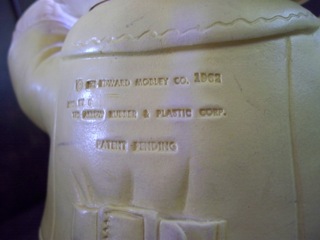 EDWARD MOBLEY CO. 1962
RUBBER & PLASTIC CORP.
PATENT PENDING